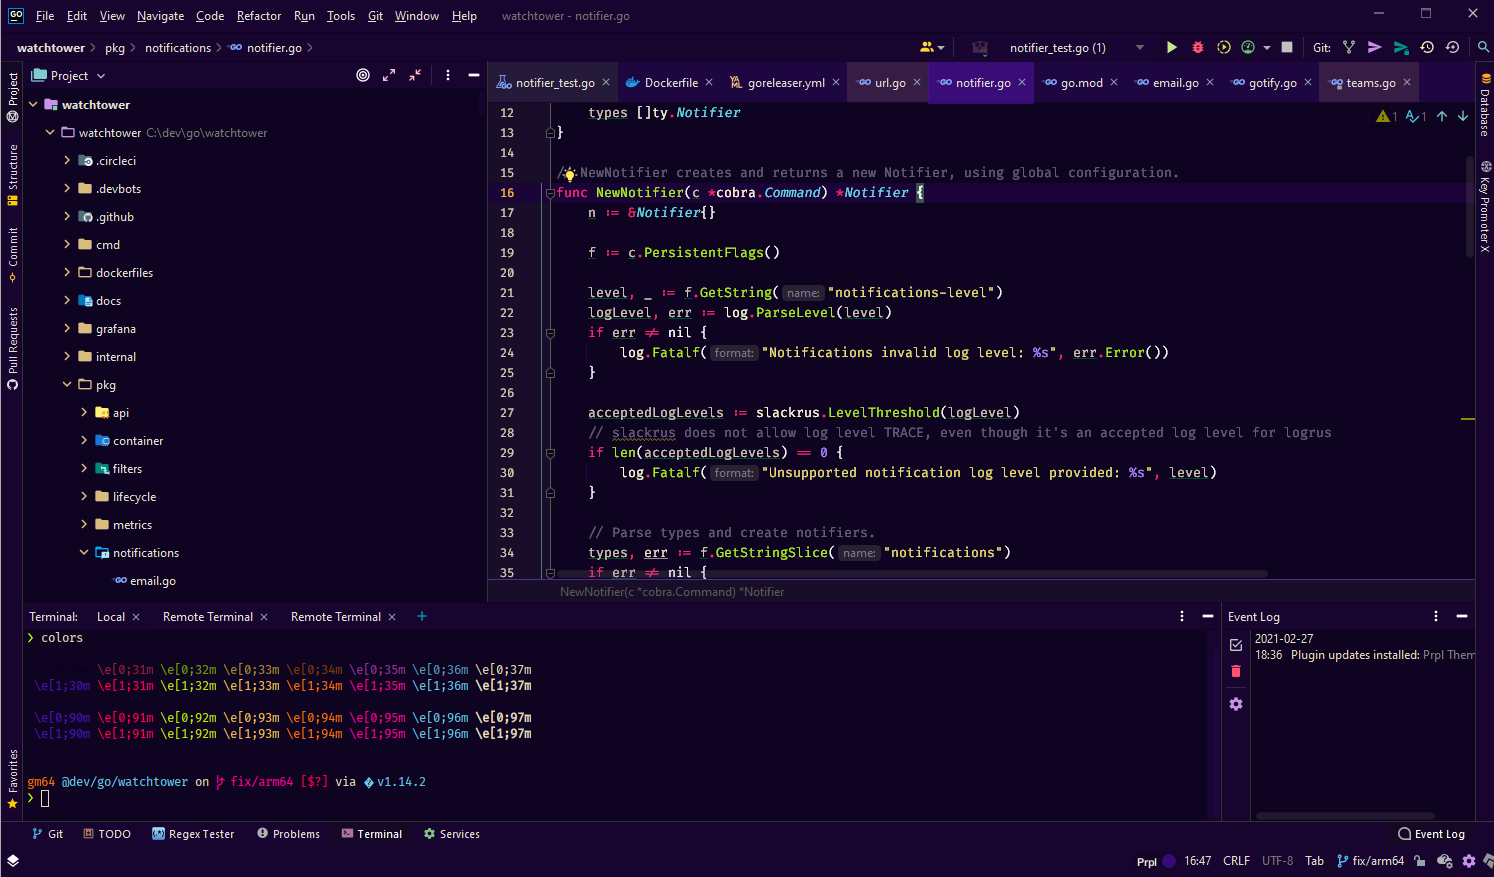 GO File Edit View Navigate Code Refactor Run Tools Git Window Help watchtower - notifier.go
watchtower pkg notifications notifier.go notifier_test.go (1) Git:
Project
notifier_test.go Dockerfile goreleaser.yml url.go notifier.go go.mod email.go gotify.go teams.go
Project
Structure
Commit
Pull Requests
Favorites
watchtower
watchtower C:\dev\go\watchtower
.circleci
.devbots
.github
cmd
dockerfiles
docs
grafana
internal
pkg
api
container
filters
lifecycle
metrics
notifications
email.go
1 1
12 types []ty.Notifier
13 }
14
15 // NewNotifier creates and returns a new Notifier, using global configuration.
16 func NewNotifier(c *cobra.Command) *Notifier {
17 n := &Notifier{}
18
19 f := c.PersistentFlags()
20
21 level, _ := f.GetString( name: "notifications-level")
22 logLevel, err := log.ParseLevel(level)
23 if err ≠ nil {
24 log.Fatalf( format: "Notifications invalid log level: %s", err.Error())
25 }
26
27 acceptedLogLevels := slackrus.LevelThreshold(logLevel)
28 // slackrus does not allow log level TRACE, even though it's an accepted log level for logrus
29 if len(acceptedLogLevels) == 0 {
30 log.Fatalf( format: "Unsupported notification log level provided: %s", level)
31 }
32
33 // Parse types and create notifiers.
34 types, err := f.GetStringSlice( name: "notifications")
35 if err ≠ nil {
NewNotifier(c *cobra.Command) *Notifier
Database
Key Promoter X
Terminal: Local Remote Terminal Remote Terminal +
❯ colors
\e[0;31m \e[0;32m \e[0;33m \e[0;34m \e[0;35m \e[0;36m \e[0;37m
\e[1;30m \e[1;31m \e[1;32m \e[1;33m \e[1;34m \e[1;35m \e[1;36m \e[1;37m
\e[0;90m \e[0;91m \e[0;92m \e[0;93m \e[0;94m \e[0;95m \e[0;96m \e[0;97m
\e[1;90m \e[1;91m \e[1;92m \e[1;93m \e[1;94m \e[1;95m \e[1;96m \e[1;97m
gm64 @dev/go/watchtower on fix/arm64 [$?] via v1.14.2
❯
Event Log
2021-02-27
18:36 Plugin updates installed: Prpl Them
Git TODO Regex Tester Problems Terminal Services Event Log
Prpl 16:47 CRLF UTF-8 Tab fix/arm64